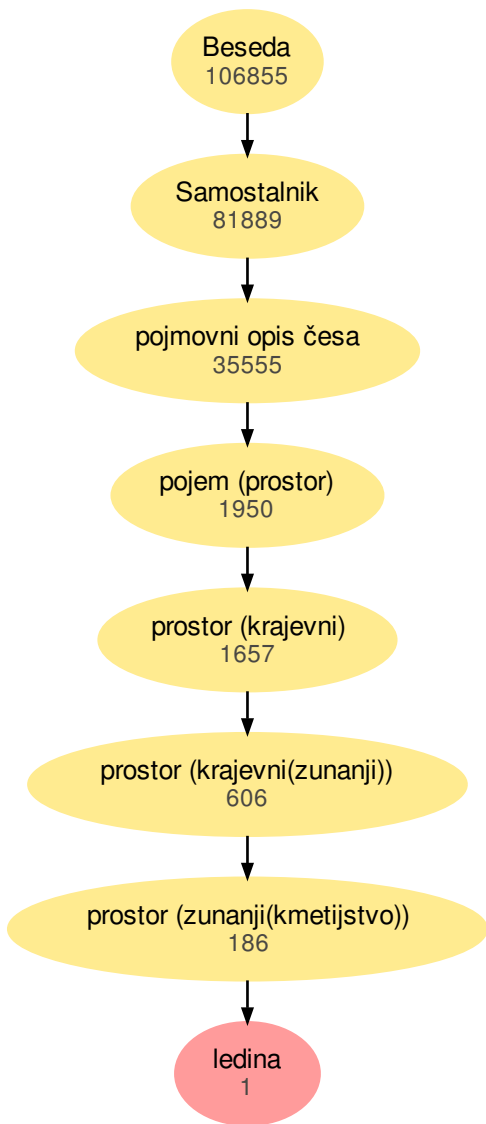 Beseda
106855
Samostalnik
81889
pojmovni opis česa
35555
pojem (prostor)
1950
prostor (krajevni)
1657
prostor (krajevni(zunanji))
606
prostor (zunanji(kmetijstvo))
186
ledina
1